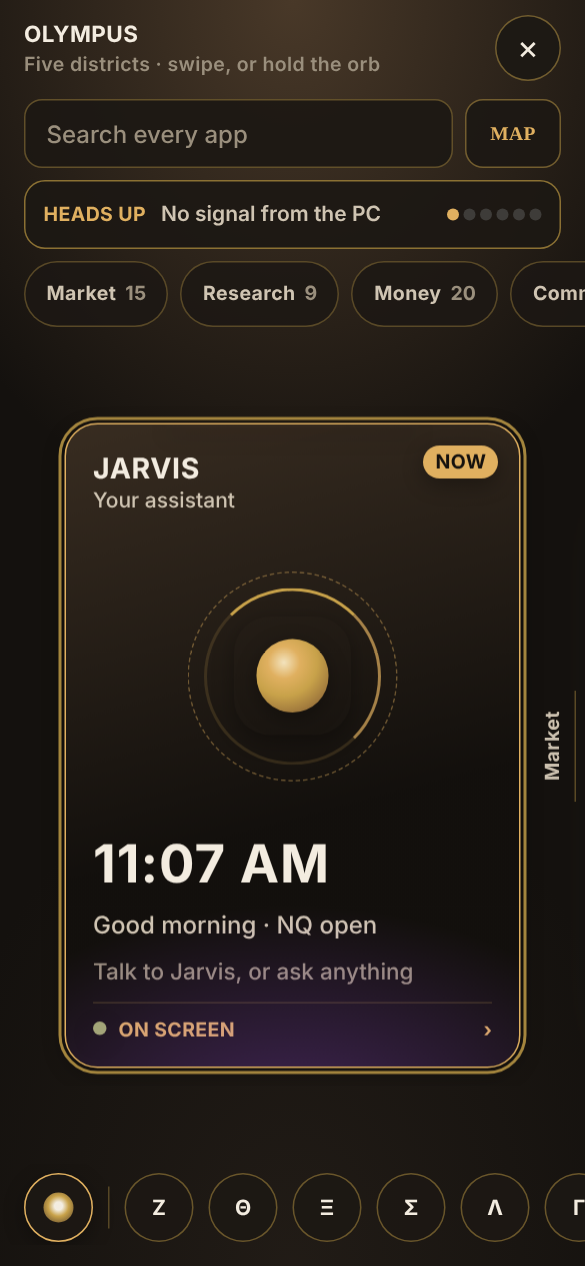 OLYMPUS
Five districts · swipe, or hold the orb
×
Search every app
MAP
HEADS UP No signal from the PC
Market 15 Research 9 Money 20 Comm
JARVIS
NOW
Your assistant
Market
11:07 AM
Good morning · NQ open
Talk to Jarvis, or ask anything
ON SCREEN ›
Ζ Θ Ξ Σ Λ Γ